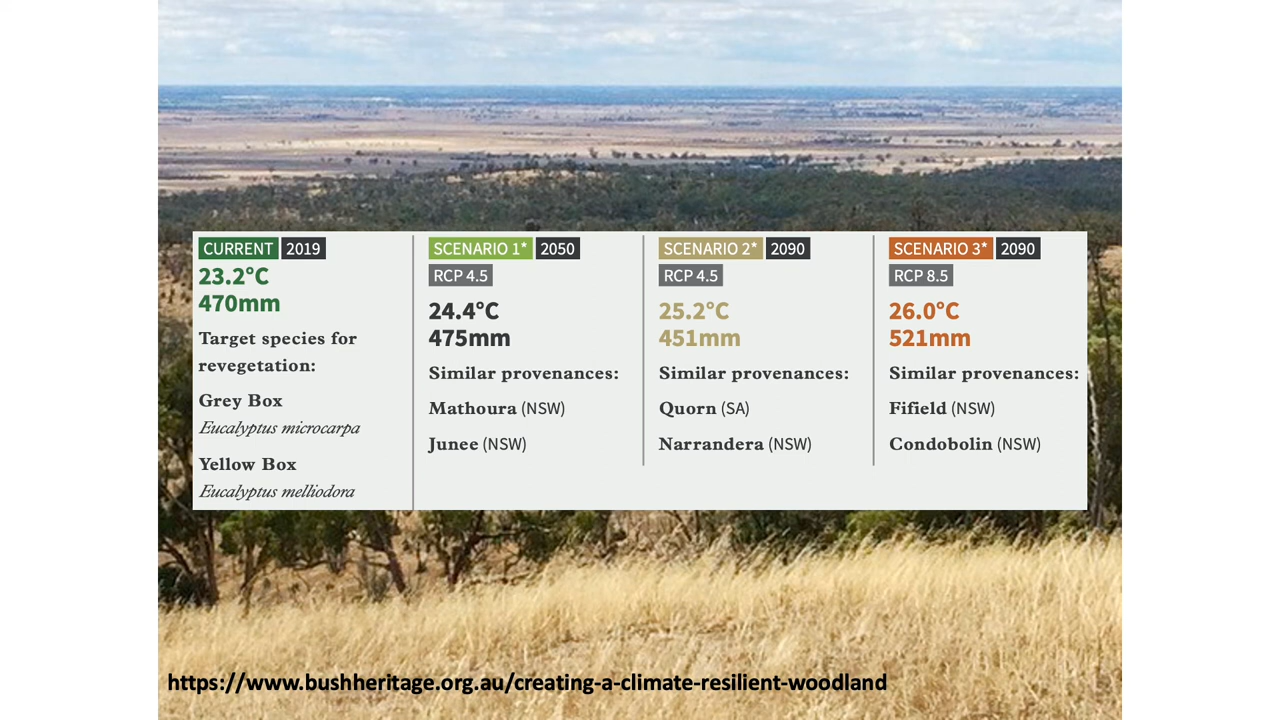 CURRENT 2019
23.2°C
470mm
Target species for
revegetation:
Grey Box
Eucalyptus microcarpa
Yellow Box
Eucalyptus melliodora
SCENARIO 1* 2050
RCP 4.5
24.4°C
475mm
Similar provenances:
Mathoura (NSW)
Junee (NSW)
SCENARIO 2* 2090
RCP 4.5
25.2°C
451mm
Similar provenances:
Quorn (SA)
Narrandera (NSW)
SCENARIO 3* 2090
RCP 8.5
26.0°C
521mm
Similar provenances:
Fifield (NSW)
Condobolin (NSW)
https://www.bushheritage.org.au/creating-a-climate-resilient-woodland